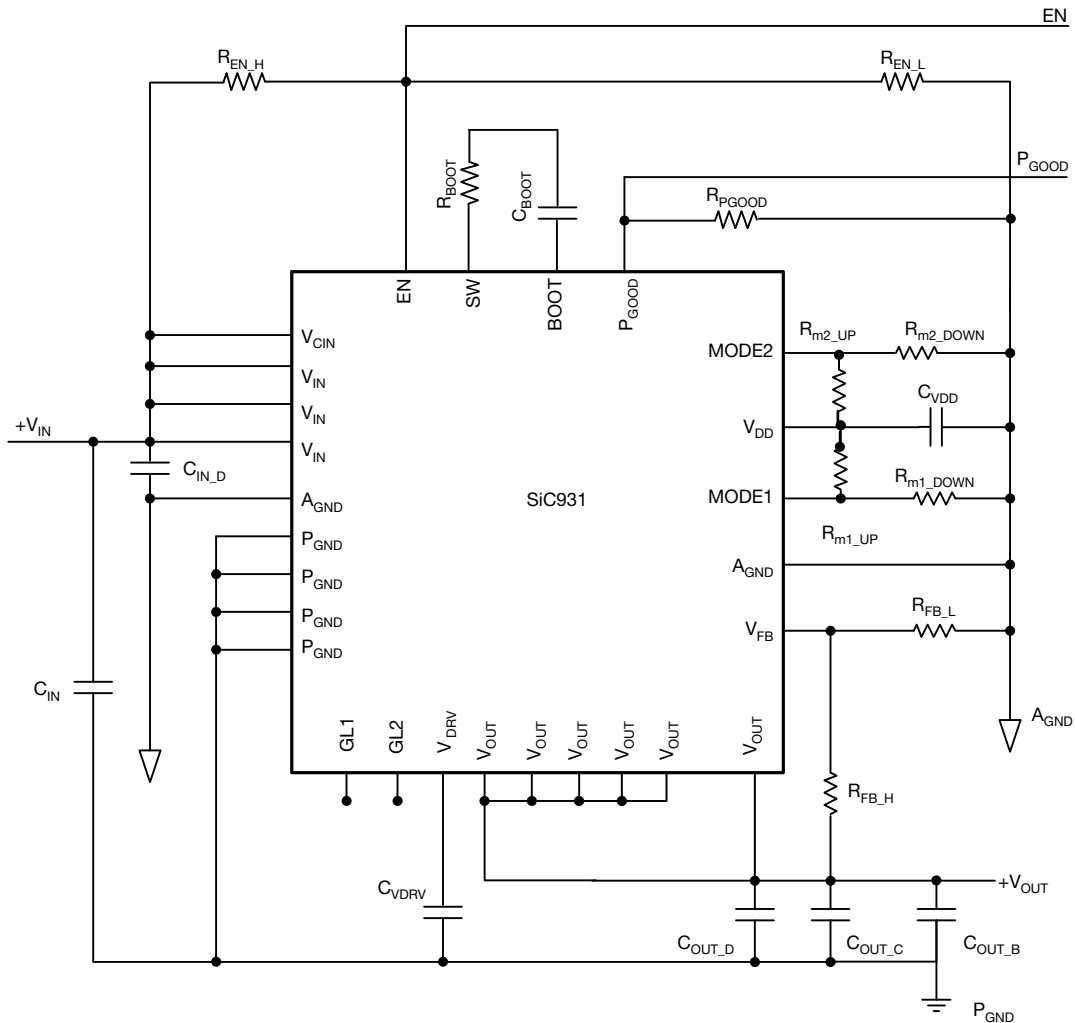 EN
R_EN_H
R_EN_L
R_BOOT
C_BOOT
P_GOOD
R_PGOOD
EN
SW
BOOT
P_GOOD
V_CIN
V_IN
V_IN
V_IN
A_GND
P_GND
P_GND
P_GND
P_GND
+V_IN
C_IN_D
C_IN
SiC931
MODE2
V_DD
MODE1
A_GND
V_FB
R_m2_UP
R_m2_DOWN
C_VDD
R_m1_DOWN
R_m1_UP
R_FB_L
A_GND
R_FB_H
GL1
GL2
V_DRV
V_OUT
V_OUT
V_OUT
V_OUT
V_OUT
V_OUT
C_VDRV
+V_OUT
C_OUT_D
C_OUT_C
C_OUT_B
P_GND